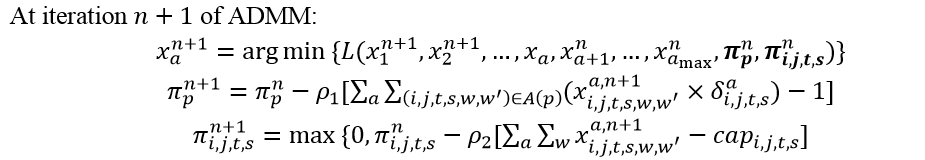 At iteration n + 1 of ADMM:
x_a^{n+1} = arg min {L(x_1^{n+1}, x_2^{n+1}, …, x_a, x_{a+1}^n, …, x_{a_max}^n, π_p^n, π_{i,j,t,s}^n)}
π_p^{n+1} = π_p^n − ρ_1[∑_a ∑_{(i,j,t,s,w,w′)∈A(p)}(x_{i,j,t,s,w,w′}^{a,n+1} × δ_{i,j,t,s}^a) − 1]
π_{i,j,t,s}^{n+1} = max {0, π_{i,j,t,s}^n − ρ_2[∑_a ∑_w x_{i,j,t,s,w,w′}^{a,n+1} − cap_{i,j,t,s}]